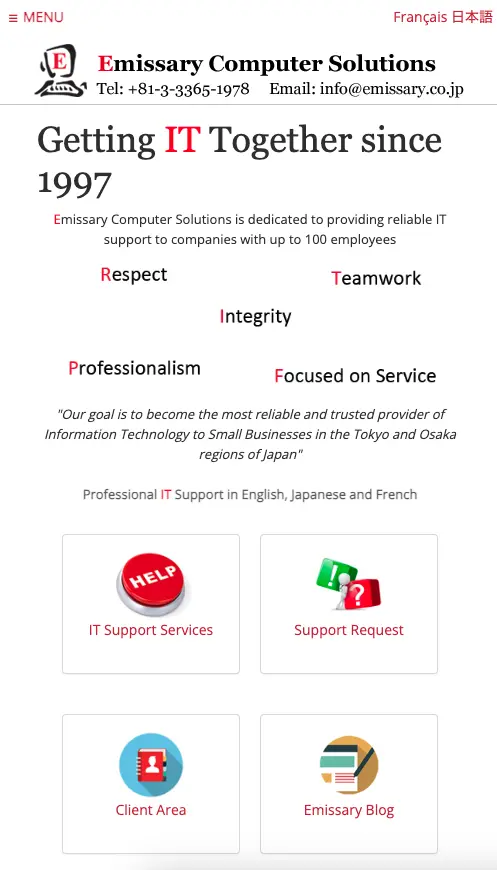 ≡ MENU Français 日本語
E
Emissary Computer Solutions
Tel: +81-3-3365-1978 Email: info@emissary.co.jp
Getting IT Together since
1997
Emissary Computer Solutions is dedicated to providing reliable IT
support to companies with up to 100 employees
Respect
Teamwork
Integrity
Professionalism
Focused on Service
"Our goal is to become the most reliable and trusted provider of
Information Technology to Small Businesses in the Tokyo and Osaka
regions of Japan"
Professional IT Support in English, Japanese and French
HELP
IT Support Services
! ?
Support Request
Client Area
Emissary Blog